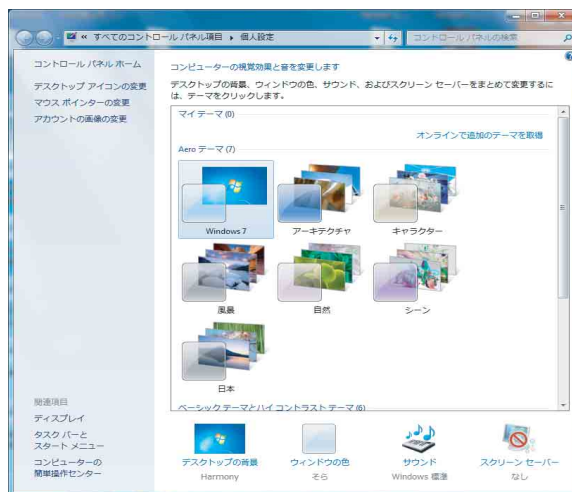 « すべてのコントロール パネル項目 ▸ 個人設定
コントロール パネルの検索
コントロール パネル ホーム
デスクトップ アイコンの変更
マウス ポインターの変更
アカウントの画像の変更
コンピューターの視覚効果と音を変更します
デスクトップの背景、ウィンドウの色、サウンド、およびスクリーン セーバーをまとめて変更するに
は、テーマをクリックします。
マイ テーマ (0)
オンラインで追加のテーマを取得
Aero テーマ (7)
Windows 7
アーキテクチャ
キャラクター
風景
自然
シーン
日本
ベーシック テーマとハイ コントラスト テーマ (6)
関連項目
ディスプレイ
タスク バーと
スタート メニュー
コンピューターの
簡単操作センター
デスクトップの背景
Harmony
ウィンドウの色
そら
サウンド
Windows 標準
スクリーン セーバー
なし